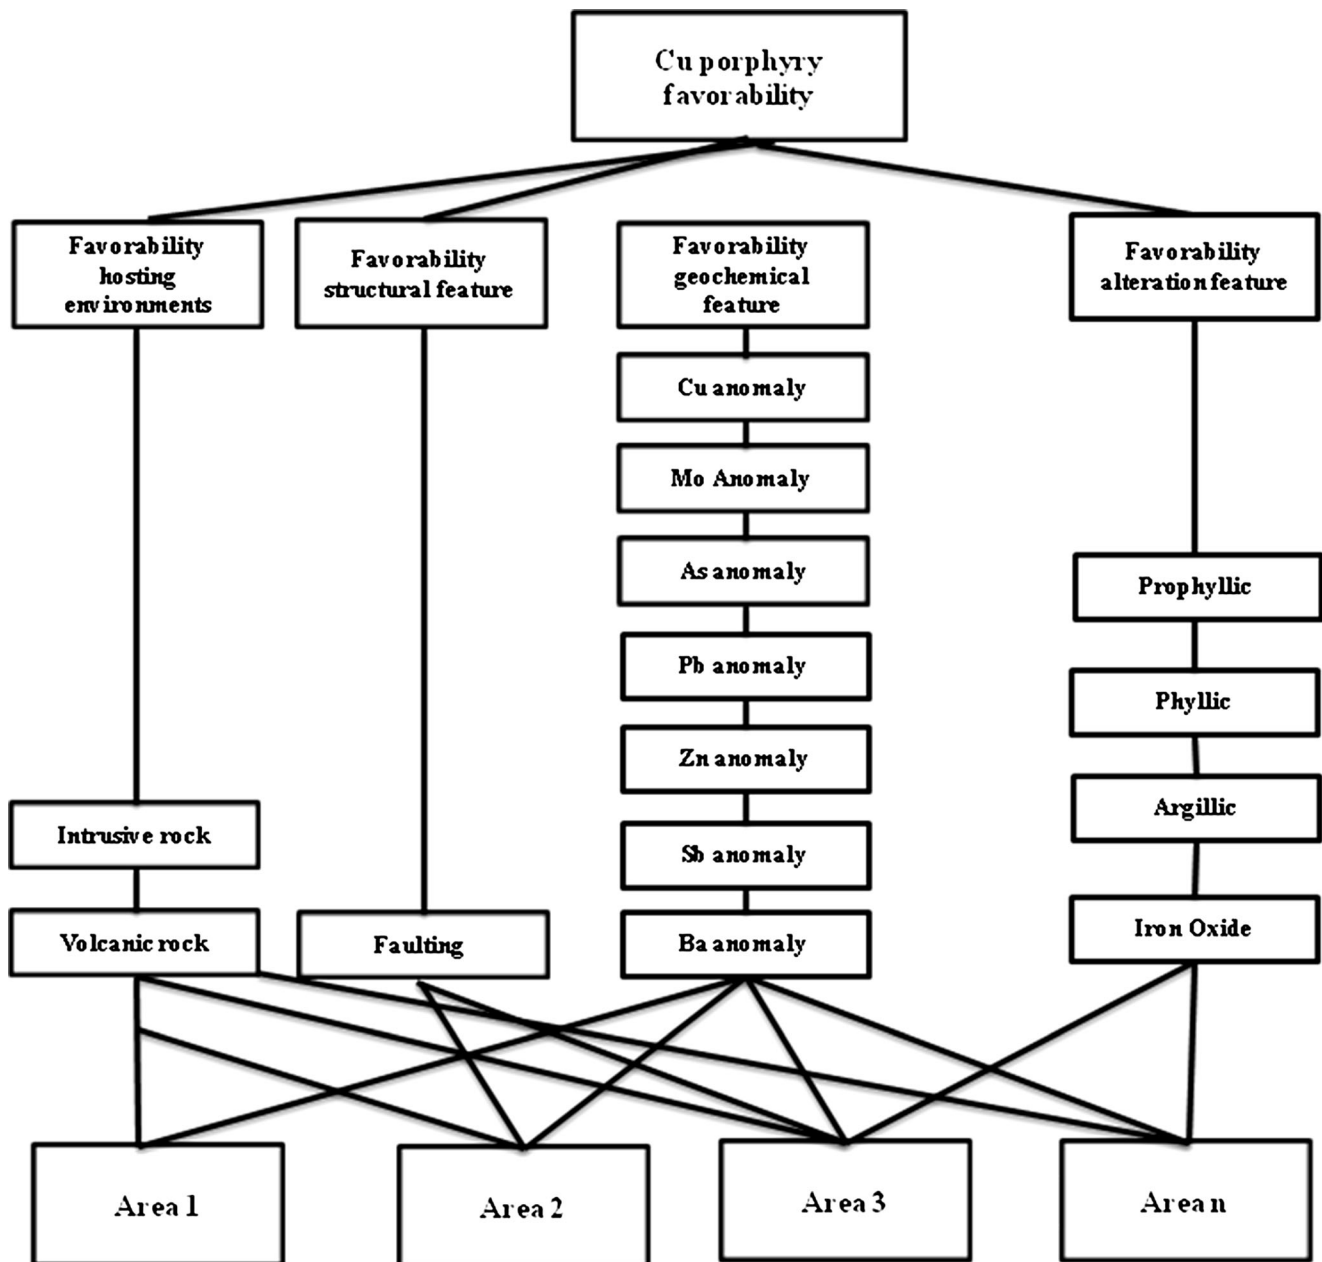 Cu porphyry
favorability
Favorability
hosting
environments
Favorability
structural feature
Favorability
geochemical
feature
Favorability
alteration feature
Cu anomaly
Mo Anomaly
As anomaly
Pb anomaly
Zn anomaly
Sb anomaly
Ba anomaly
Prophyllic
Phyllic
Argillic
Iron Oxide
Intrusive rock
Volcanic rock
Faulting
Area 1
Area 2
Area 3
Area n